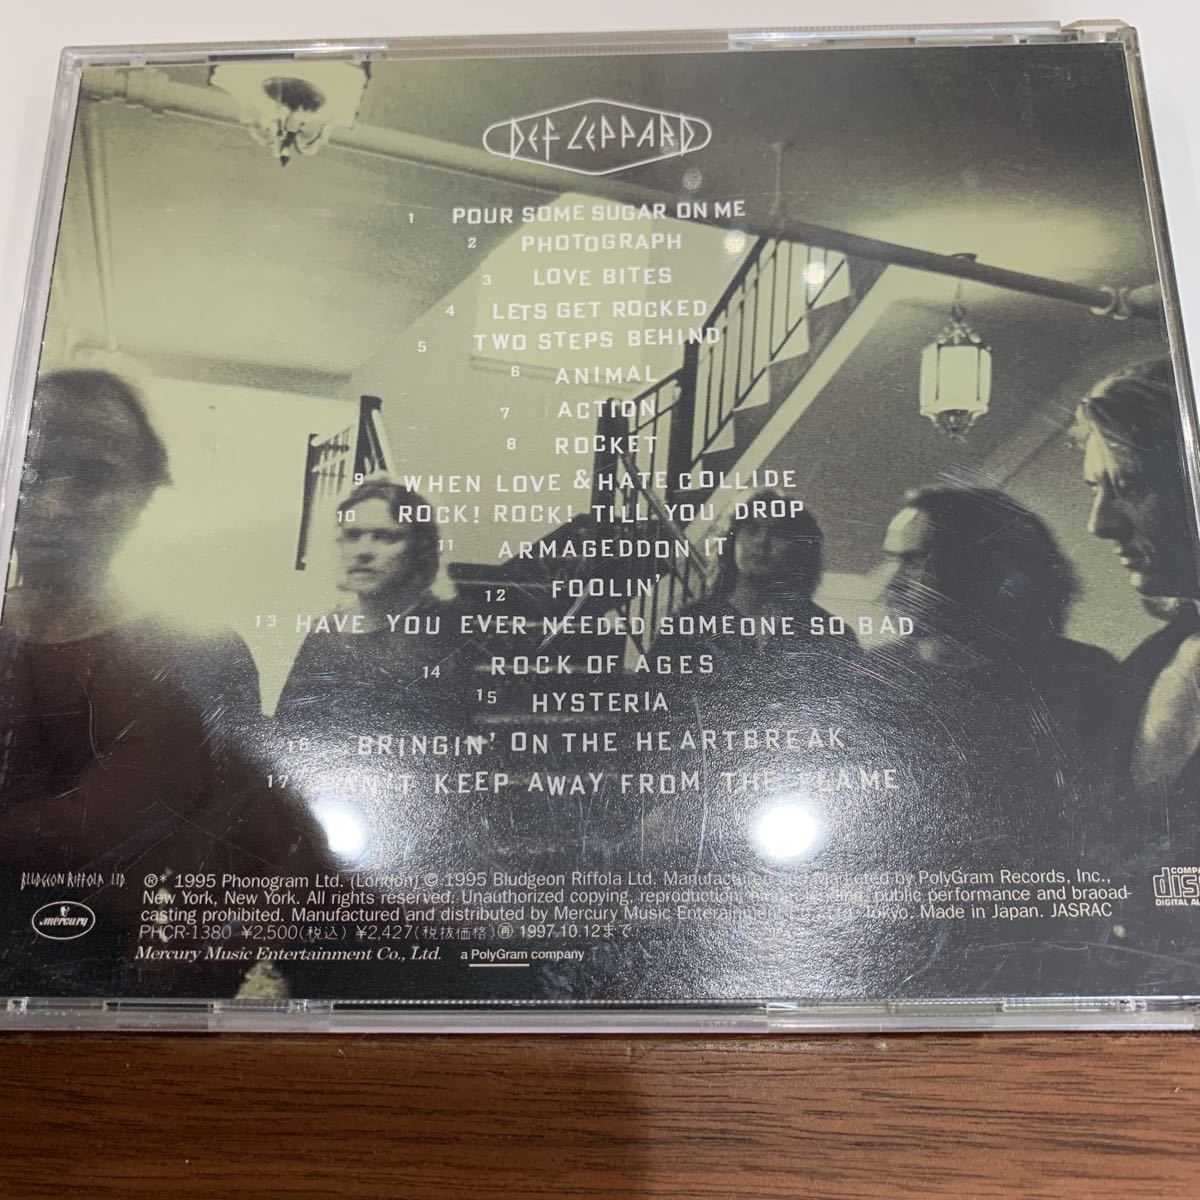 DEF LEPPARD
1 POUR SOME SUGAR ON ME
2 PHOTOGRAPH
3 LOVE BITES
4 LETS GET ROCKED
5 TWO STEPS BEHIND
6 ANIMAL
7 ACTION
8 ROCKET
9 WHEN LOVE & HATE COLLIDE
10 ROCK! ROCK! TILL YOU DROP
11 ARMAGEDDON IT
12 FOOLIN'
13 HAVE YOU EVER NEEDED SOMEONE SO BAD
14 ROCK OF AGES
15 HYSTERIA
16 BRINGIN' ON THE HEARTBREAK
17 KEEP AWAY FROM THE FLAME
BLUDGEON RIFFOLA LTD.
mercury
℗* 1995 Phonogram Ltd. (London) © 1995 Bludgeon Riffola Ltd. Marketed by PolyGram Records, Inc.,
New York, New York. All rights reserved. Unauthorized copying, reproduction, public performance and braoad-
casting prohibited. Manufactured and distributed by Mercury Music Tokyo. Made in Japan. JASRAC
PHCR-1380 ¥2,500(税込) ¥2,427(税抜価格) ㊢ 1997.10.12まで
Mercury Music Entertainment Co., Ltd. a PolyGram company
COMPA
disc
DIGITAL AU